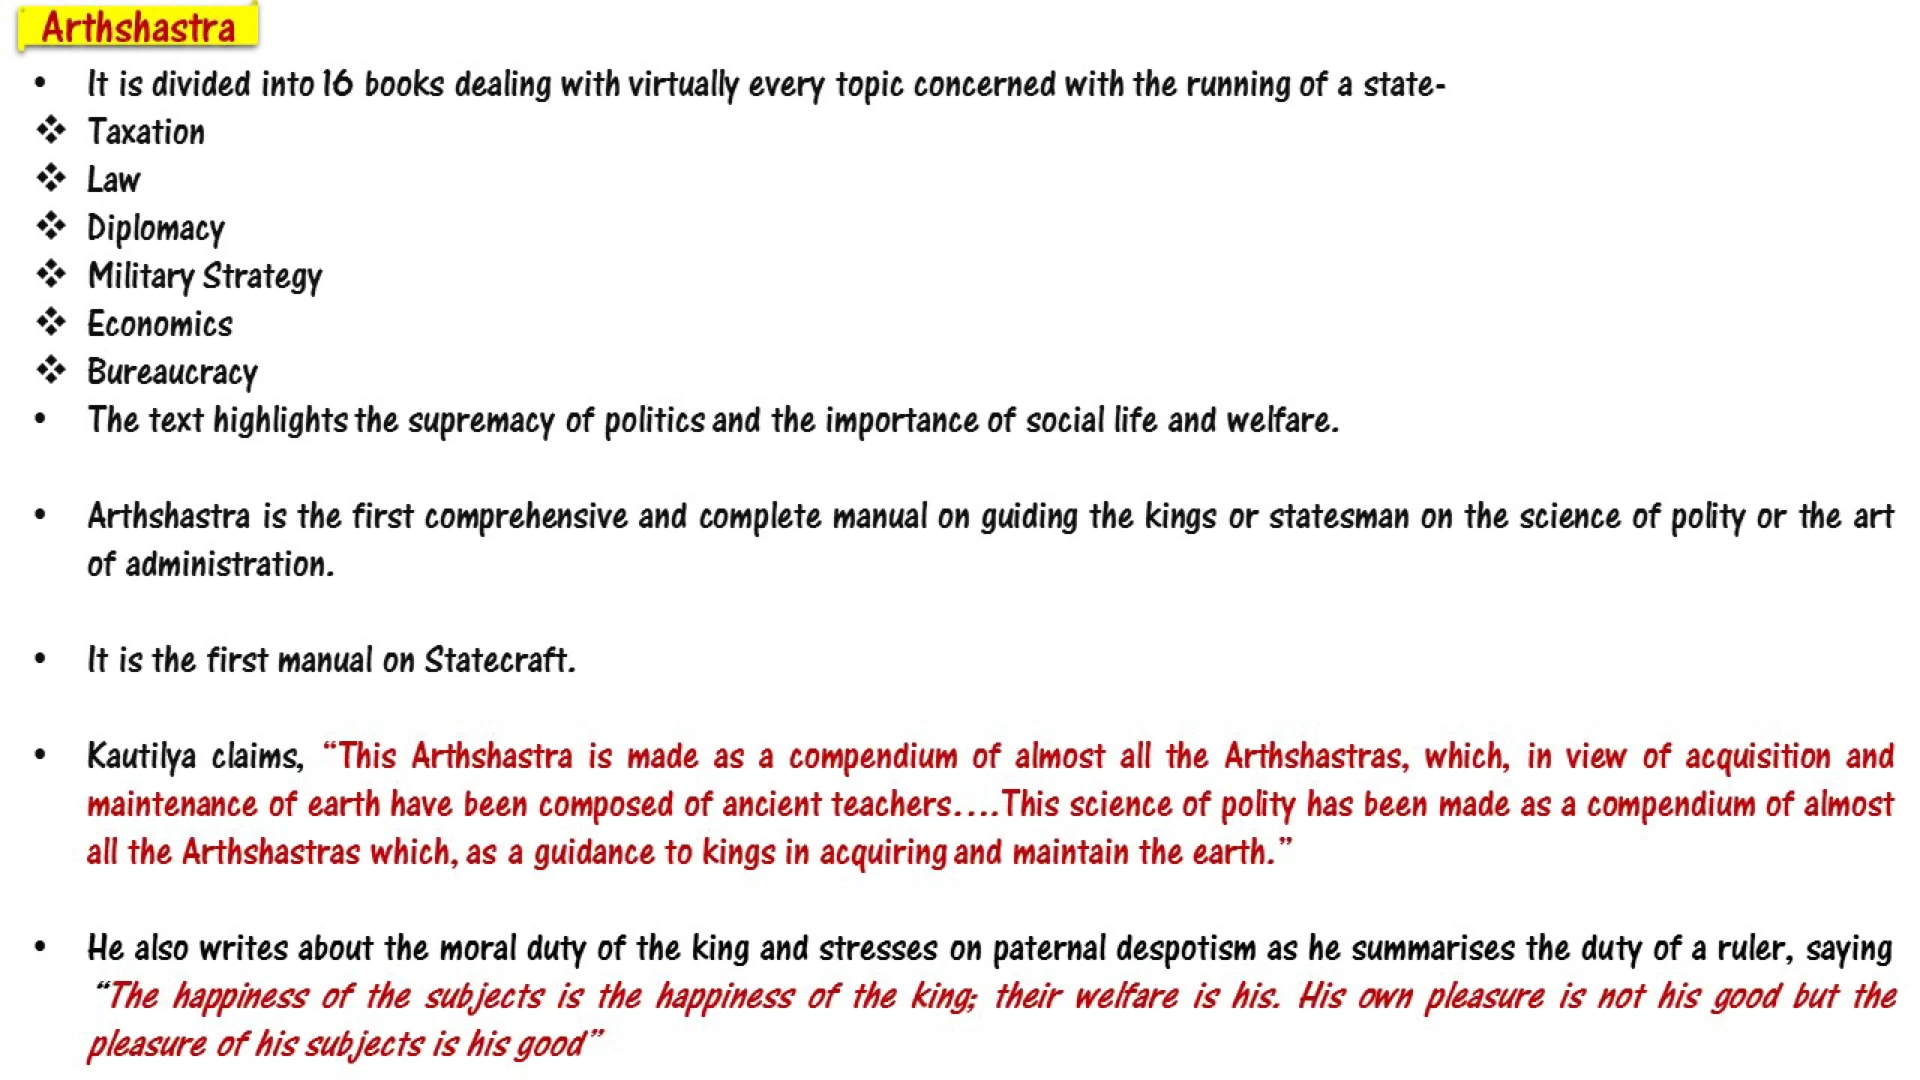 Arthshastra
• It is divided into 16 books dealing with virtually every topic concerned with the running of a state-
❖ Taxation
❖ Law
❖ Diplomacy
❖ Military Strategy
❖ Economics
❖ Bureaucracy
• The text highlights the supremacy of politics and the importance of social life and welfare.
• Arthshastra is the first comprehensive and complete manual on guiding the kings or statesman on the science of polity or the art
of administration.
• It is the first manual on Statecraft.
• Kautilya claims, “This Arthshastra is made as a compendium of almost all the Arthshastras, which, in view of acquisition and
maintenance of earth have been composed of ancient teachers....This science of polity has been made as a compendium of almost
all the Arthshastras which, as a guidance to kings in acquiring and maintain the earth.”
• He also writes about the moral duty of the king and stresses on paternal despotism as he summarises the duty of a ruler, saying
“The happiness of the subjects is the happiness of the king; their welfare is his. His own pleasure is not his good but the
pleasure of his subjects is his good”